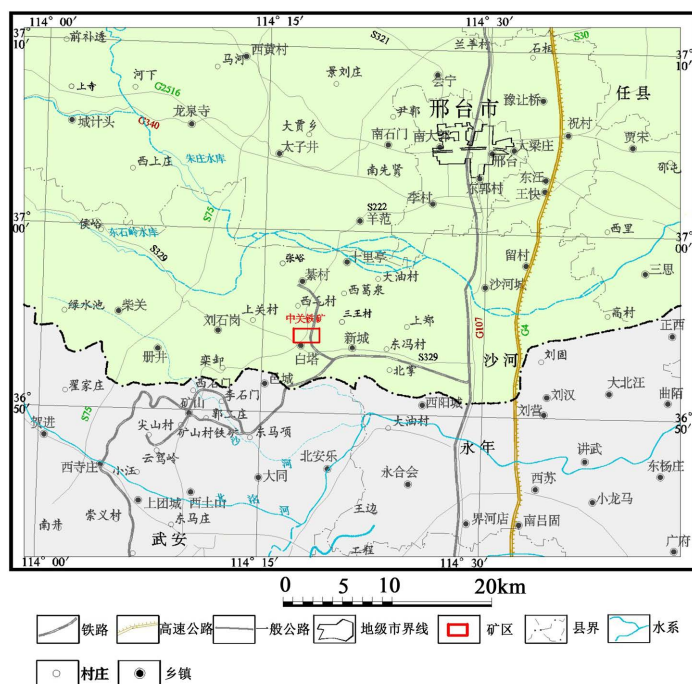 114° 00'
114° 15'
114° 30'
37° 10'
37° 10'
前补透
西黄村
S321
兰羊村
S30
马河
石相
上寺
河下
G2516
景刘庄
会宁
豫让桥
任县
城计头
G340
龙泉寺
尹郭
邢台市
大贾乡
太子井
南石门
南大郭
祝村
贾宋
西上庄
朱庄水库
南先贤
邢台
大梁庄
邵屯
东汪
王快
东郭村
李村
S75
S222
羊范
37° 00'
37° 00'
侯峪
东石岭水库
S329
西里
张峪
十里亭
留村
三思
綦村
大油村
沙河城
绿水池
柴关
上关村
西毛村
西葛泉
高村
中关铁矿
三王村
上郑
刘石岗
G107
G4
正西
册井
栾卸
白塔
新城
东冯村
S329
沙河
刘固
北掌
翟家庄
西石门
邑城
36° 50'
36° 50'
李石门
矿山
郭二庄
西阳城
刘汉
大北汪
曲陌
S75
贺进
尖山村
矿山村铁矿
东马项
沙
河
大油村
刘营
永年
云驾岭
西寺庄
小汪
大同
北安乐
讲武
东杨庄
永合会
西苏
上团城
西土山
北
洺
河
小龙马
南井
崇义村
东马庄
王边
界河店
南吕固
武安
工程
广府
114° 00'
114° 15'
114° 30'
0 5 10 20km
铁路
高速公路
一般公路
地级市界线
矿区
县界
水系
村庄
乡镇